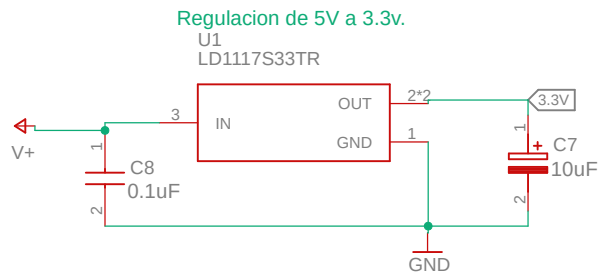 Regulacion de 5V a 3.3v.
U1
LD1117S33TR
3
IN
OUT
2*2
3.3V
GND
1
V+
1
C8
0.1uF
2
1
+
C7
10uF
2
GND